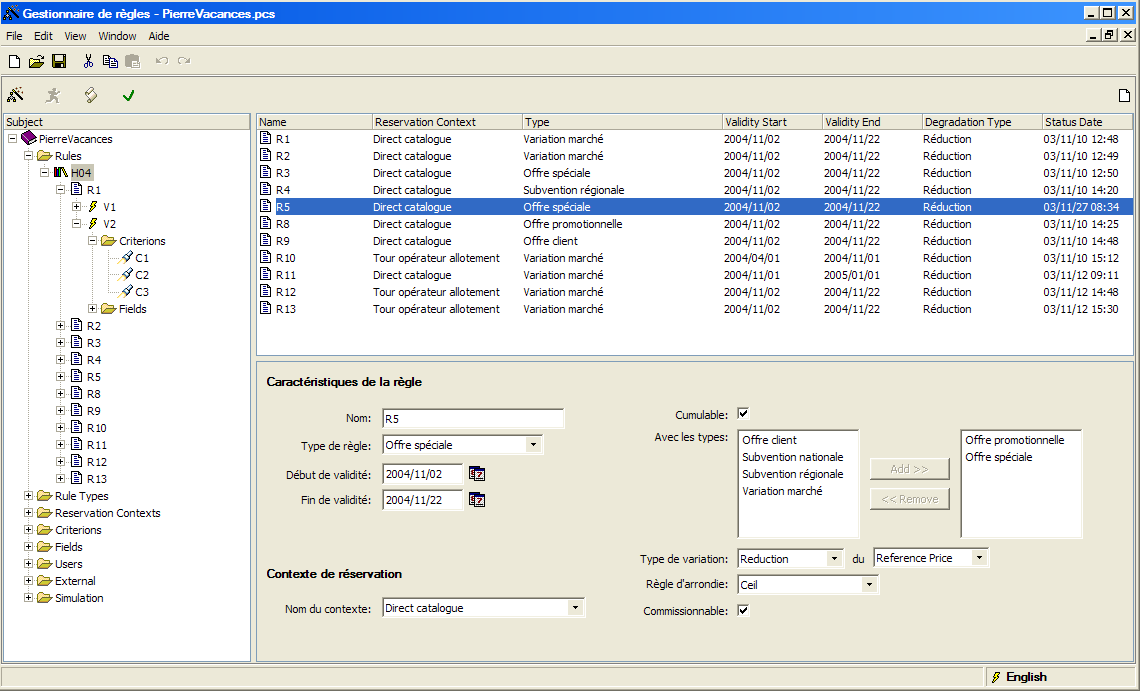 Gestionnaire de règles - PierreVacances.pcs
File Edit View Window Aide
Subject
PierreVacances
Rules
H04
R1
V1
V2
Criterions
C1
C2
C3
Fields
R2
R3
R4
R5
R8
R9
R10
R11
R12
R13
Rule Types
Reservation Contexts
Criterions
Fields
Users
External
Simulation
Name Reservation Context Type Validity Start Validity End Degradation Type Status Date
R1 Direct catalogue Variation marché 2004/11/02 2004/11/22 Réduction 03/11/10 12:48
R2 Direct catalogue Variation marché 2004/11/02 2004/11/22 Réduction 03/11/10 12:49
R3 Direct catalogue Offre spéciale 2004/11/02 2004/11/22 Réduction 03/11/10 12:50
R4 Direct catalogue Subvention régionale 2004/11/02 2004/11/22 Réduction 03/11/10 14:20
R5 Direct catalogue Offre spéciale 2004/11/02 2004/11/22 Réduction 03/11/27 08:34
R8 Direct catalogue Offre promotionnelle 2004/11/02 2004/11/22 Réduction 03/11/10 14:25
R9 Direct catalogue Offre client 2004/11/02 2004/11/22 Réduction 03/11/10 14:48
R10 Tour opérateur allotement Variation marché 2004/04/01 2004/11/01 Réduction 03/11/10 15:12
R11 Direct catalogue Variation marché 2004/11/01 2005/01/01 Réduction 03/11/12 09:11
R12 Tour opérateur allotement Variation marché 2004/11/02 2004/11/22 Réduction 03/11/12 14:48
R13 Tour opérateur allotement Variation marché 2004/11/02 2004/11/22 Réduction 03/11/12 15:30
Caractéristiques de la règle
Nom: R5
Type de règle: Offre spéciale
Début de validité: 2004/11/02
Fin de validité: 2004/11/22
Contexte de réservation
Nom du contexte: Direct catalogue
Cumulable:
Avec les types:
Offre client
Subvention nationale
Subvention régionale
Variation marché
Add >>
<< Remove
Offre promotionnelle
Offre spéciale
Type de variation: Reduction du Reference Price
Règle d'arrondie: Ceil
Commissionnable:
English